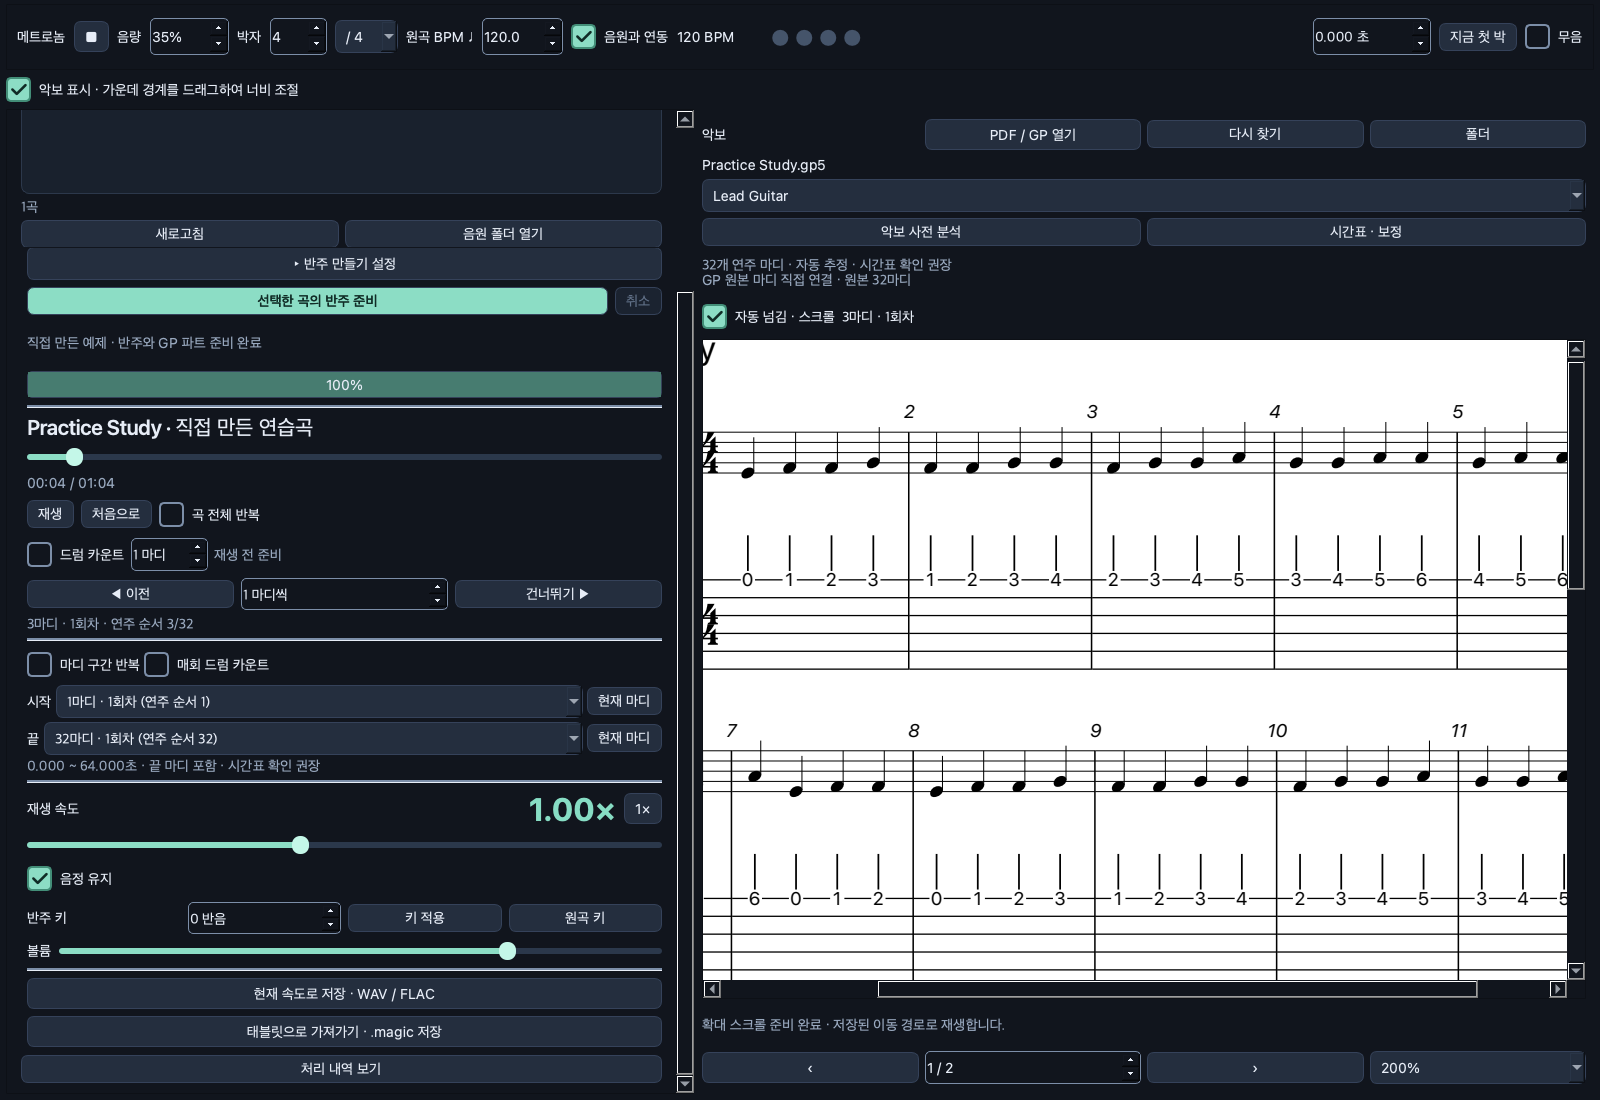 메트로놈 음량 35% 박자 4 / 4 원곡 BPM ♩ 120.0 음원과 연동 120 BPM 0.000 초 지금 첫 박 무음
악보 표시 · 가운데 경계를 드래그하여 너비 조절
1곡
새로고침 음원 폴더 열기
‣ 반주 만들기 설정
선택한 곡의 반주 준비 취소
직접 만든 예제 · 반주와 GP 파트 준비 완료
100%
Practice Study · 직접 만든 연습곡
00:04 / 01:04
재생 처음으로 곡 전체 반복
드럼 카운트 1 마디 재생 전 준비
◀ 이전 1 마디씩 건너뛰기 ▶
3마디 · 1회차 · 연주 순서 3/32
마디 구간 반복 매회 드럼 카운트
시작 1마디 · 1회차 (연주 순서 1) 현재 마디
끝 32마디 · 1회차 (연주 순서 32) 현재 마디
0.000 ~ 64.000초 · 끝 마디 포함 · 시간표 확인 권장
재생 속도 1.00× 1×
음정 유지
반주 키 0 반음 키 적용 원곡 키
볼륨
현재 속도로 저장 · WAV / FLAC
태블릿으로 가져가기 · .magic 저장
처리 내역 보기
악보 PDF / GP 열기 다시 찾기 폴더
Practice Study.gp5
Lead Guitar
악보 사전 분석 시간표 · 보정
32개 연주 마디 · 자동 추정 · 시간표 확인 권장
GP 원본 마디 직접 연결 · 원본 32마디
자동 넘김 · 스크롤 3마디 · 1회차
y
2 3 4 5
4 4
0 1 2 3 1 2 3 4 2 3 4 5 3 4 5 6 4 5 6
4 4
7 8 9 10 11
6 0 1 2 0 1 2 3 1 2 3 4 2 3 4 5 3 4 5
확대 스크롤 준비 완료 · 저장된 이동 경로로 재생합니다.
‹ 1 / 2 › 200%